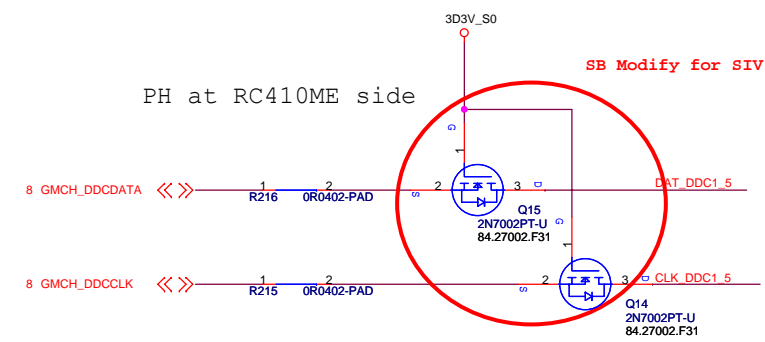 3D3V_S0
SB Modify for SIV
PH at RC410ME side
G
1
8 GMCH_DDCDATA
1
2
R216
0R0402-PAD
S
2
3
D
DAT_DDC1_5
Q15
2N7002PT-U
84.27002.F31
G
1
8 GMCH_DDCCLK
1
2
R215
0R0402-PAD
S
2
3
D
CLK_DDC1_5
Q14
2N7002PT-U
84.27002.F31